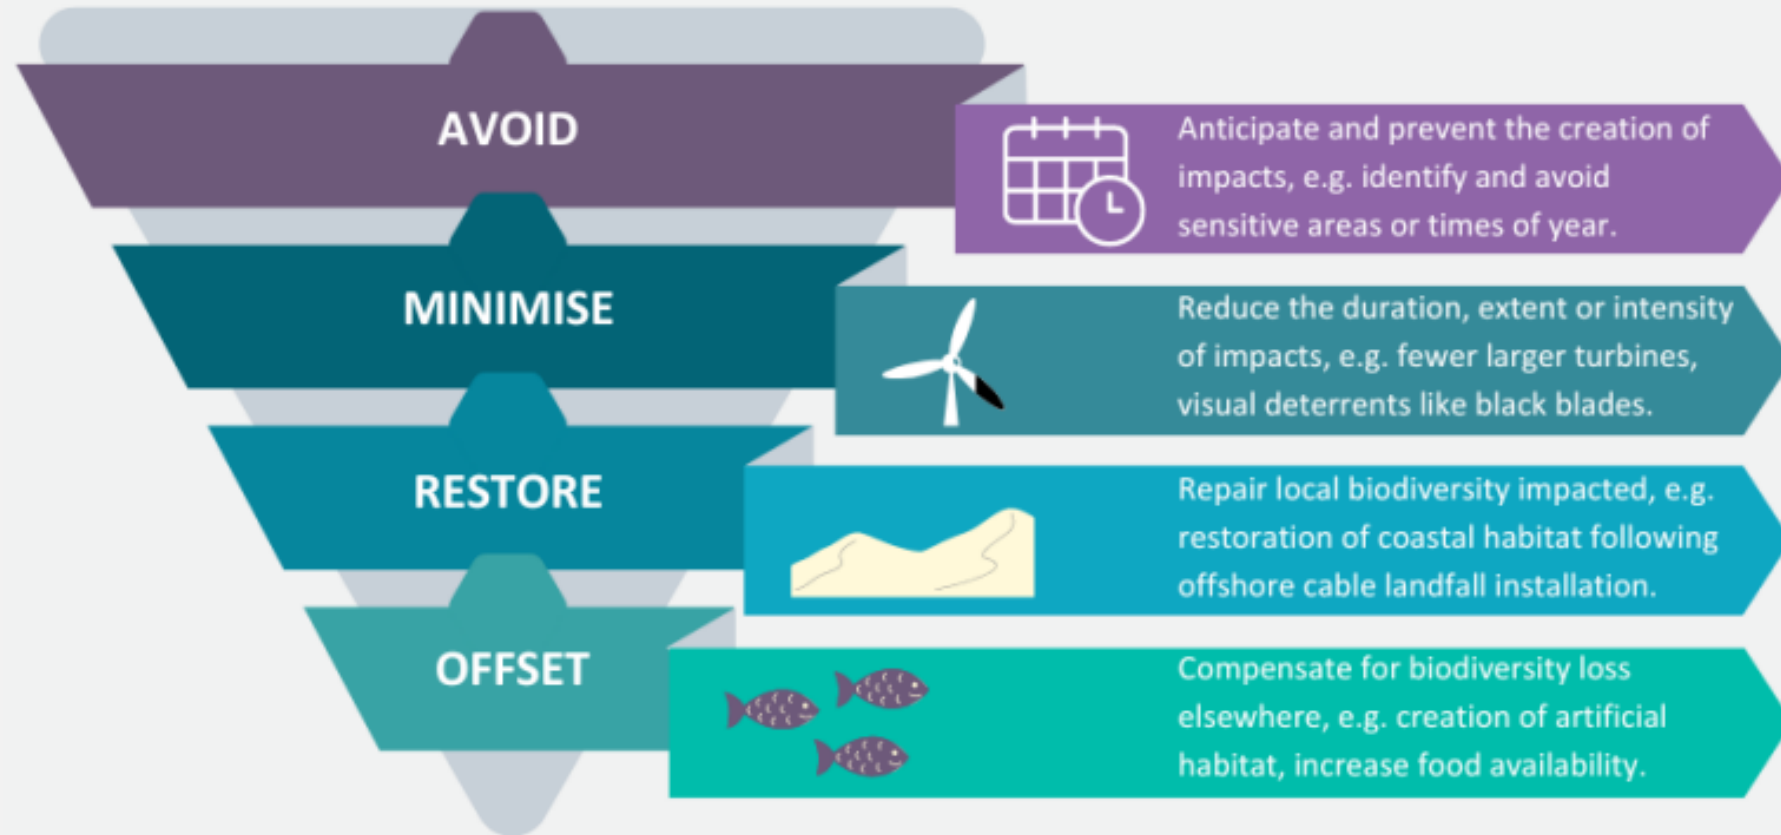 AVOID
Anticipate and prevent the creation of
impacts, e.g. identify and avoid
sensitive areas or times of year.
MINIMISE
Reduce the duration, extent or intensity
of impacts, e.g. fewer larger turbines,
visual deterrents like black blades.
RESTORE
Repair local biodiversity impacted, e.g.
restoration of coastal habitat following
offshore cable landfall installation.
OFFSET
Compensate for biodiversity loss
elsewhere, e.g. creation of artificial
habitat, increase food availability.